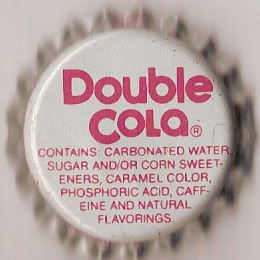 Double
Cola®
CONTAINS: CARBONATED WATER,
SUGAR AND/OR CORN SWEET-
ENERS, CARAMEL COLOR,
PHOSPHORIC ACID, CAFF-
EINE AND NATURAL
FLAVORINGS.